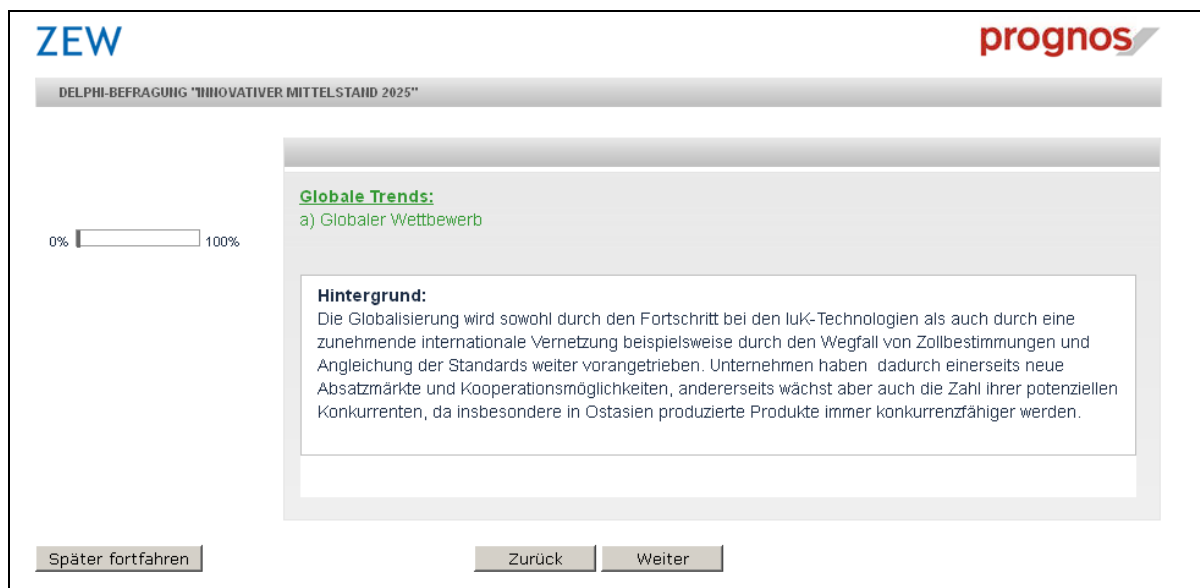 ZEW
prognos
DELPHI-BEFRAGUNG "INNOVATIVER MITTELSTAND 2025"
Globale Trends:
a) Globaler Wettbewerb
0% 100%
Hintergrund:
Die Globalisierung wird sowohl durch den Fortschritt bei den IuK-Technologien als auch durch eine
zunehmende internationale Vernetzung beispielsweise durch den Wegfall von Zollbestimmungen und
Angleichung der Standards weiter vorangetrieben. Unternehmen haben  dadurch einerseits neue
Absatzmärkte und Kooperationsmöglichkeiten, andererseits wächst aber auch die Zahl ihrer potenziellen
Konkurrenten, da insbesondere in Ostasien produzierte Produkte immer konkurrenzfähiger werden.
Später fortfahren
Zurück
Weiter